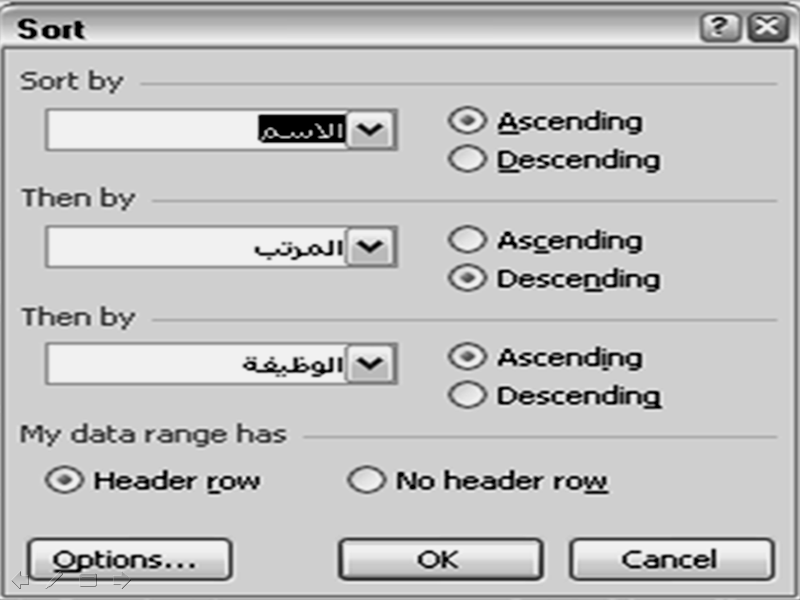 Sort
Sort by
الاسم
Ascending
Descending
Then by
المرتب
Ascending
Descending
Then by
الوظيفة
Ascending
Descending
My data range has
Header row No header row
Options... OK Cancel